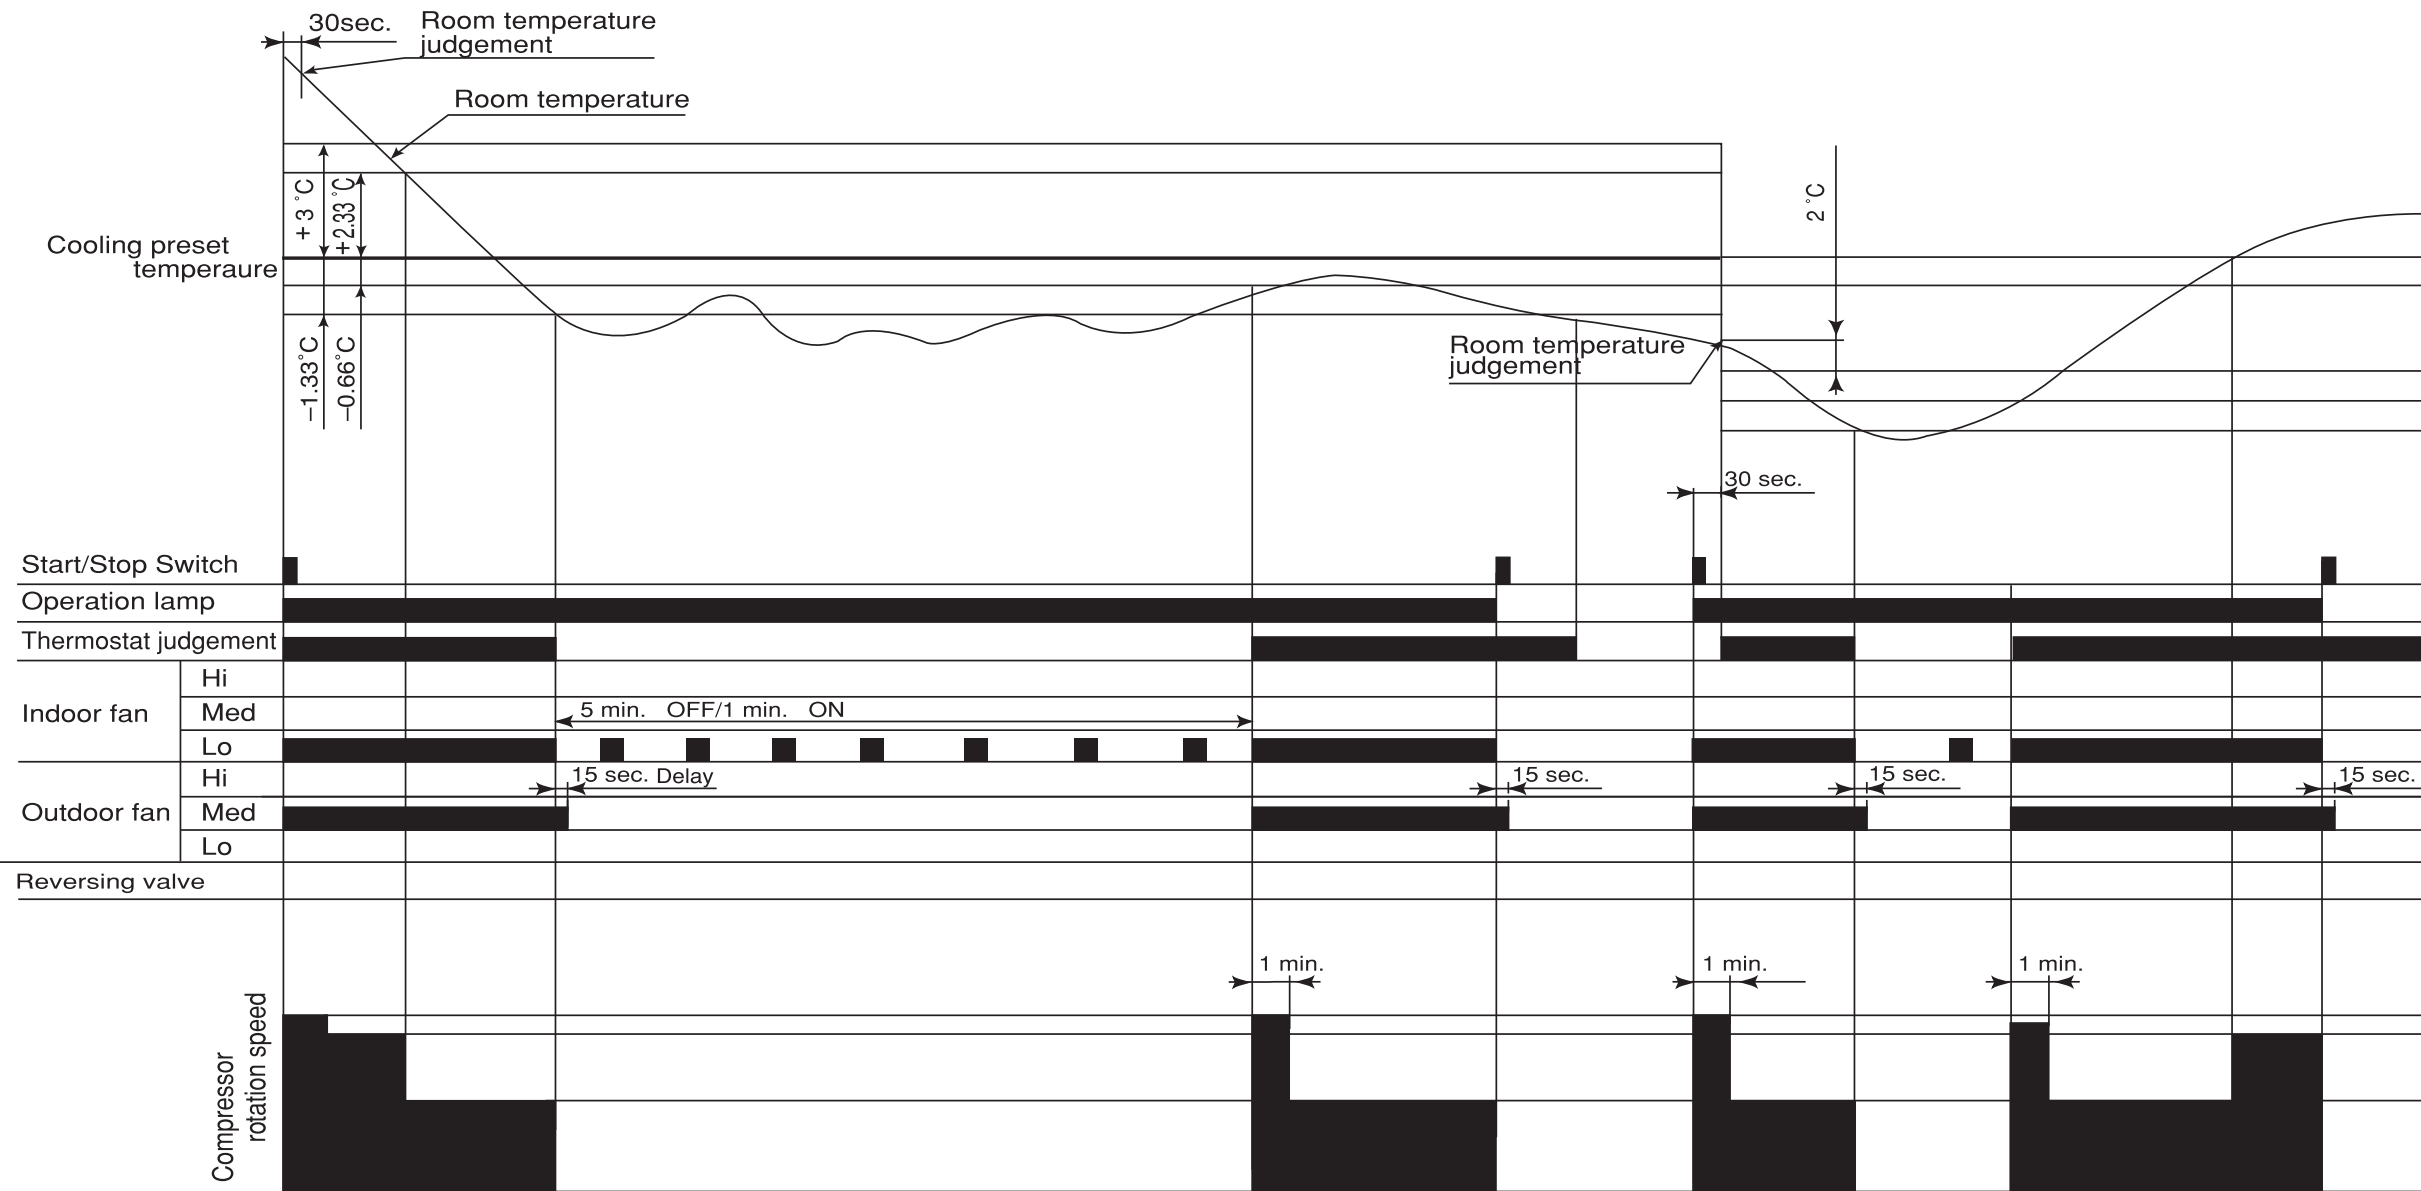 30sec.
Room temperature
judgement
Room temperature
+ 3 °C
+2.33 °C
2 °C
Cooling preset
temperaure
−1.33°C
−0.66°C
Room temperature
judgement
30 sec.
Start/Stop Switch
Operation lamp
Thermostat judgement
Indoor fan
Hi
Med
5 min. OFF/1 min. ON
Lo
Outdoor fan
Hi
15 sec. Delay
15 sec.
15 sec.
15 sec.
Med
Lo
Reversing valve
1 min.
1 min.
1 min.
Compressor
rotation speed